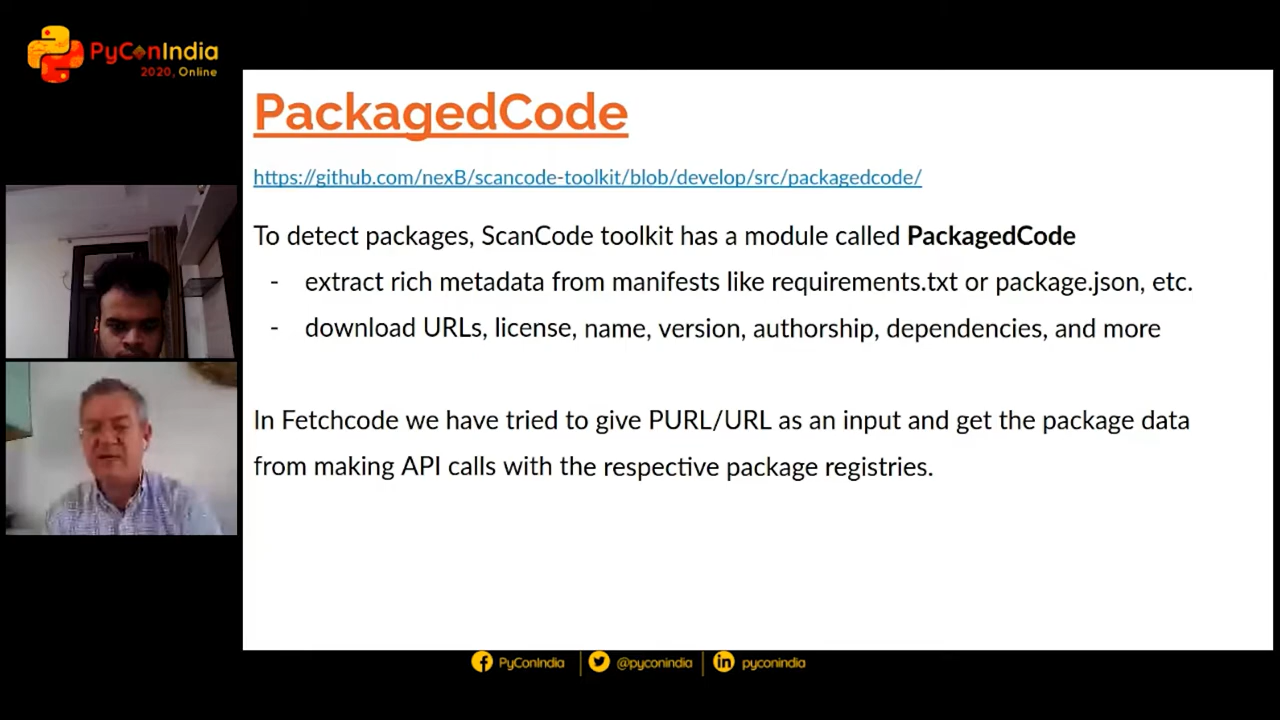 PyConIndia
2020, Online
PackagedCode
https://github.com/nexB/scancode-toolkit/blob/develop/src/packagedcode/
To detect packages, ScanCode toolkit has a module called PackagedCode
- extract rich metadata from manifests like requirements.txt or package.json, etc.
- download URLs, license, name, version, authorship, dependencies, and more
In Fetchcode we have tried to give PURL/URL as an input and get the package data
from making API calls with the respective package registries.
PyConIndia @pyconindia pyconindia